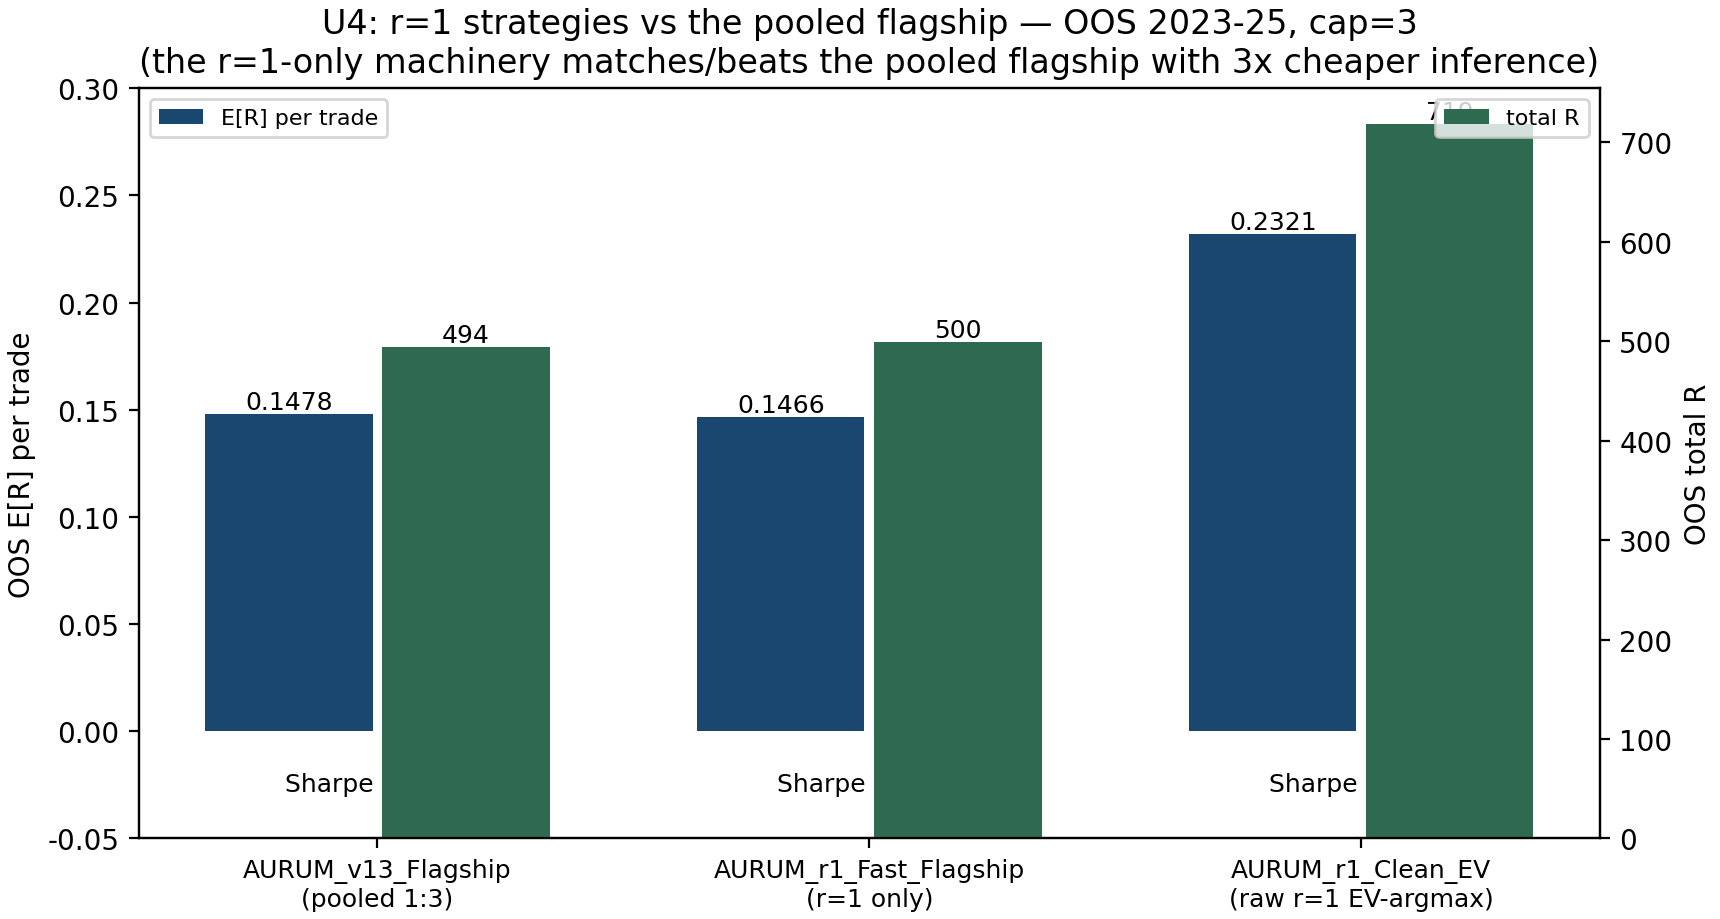 U4: r=1 strategies vs the pooled flagship — OOS 2023-25, cap=3
(the r=1-only machinery matches/beats the pooled flagship with 3x cheaper inference)
E[R] per trade
total R
0.30
0.25
0.20
0.15
0.10
0.05
0.00
-0.05
OOS E[R] per trade
0.1478
494
0.1466
500
0.2321
Sharpe
Sharpe
Sharpe
700
600
500
400
300
200
100
0
OOS total R
AURUM_v13_Flagship
(pooled 1:3)
AURUM_r1_Fast_Flagship
(r=1 only)
AURUM_r1_Clean_EV
(raw r=1 EV-argmax)